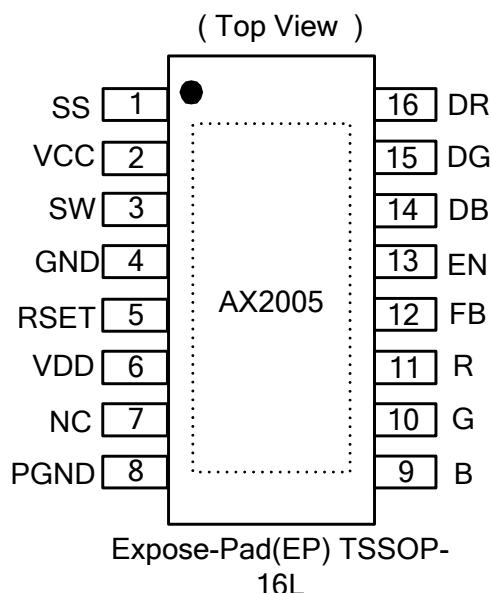 ( Top View )
SS 1 16 DR
VCC 2 15 DG
SW 3 14 DB
GND 4 13 EN
AX2005
RSET 5 12 FB
VDD 6 11 R
NC 7 10 G
PGND 8 9 B
Expose-Pad(EP) TSSOP-
16L